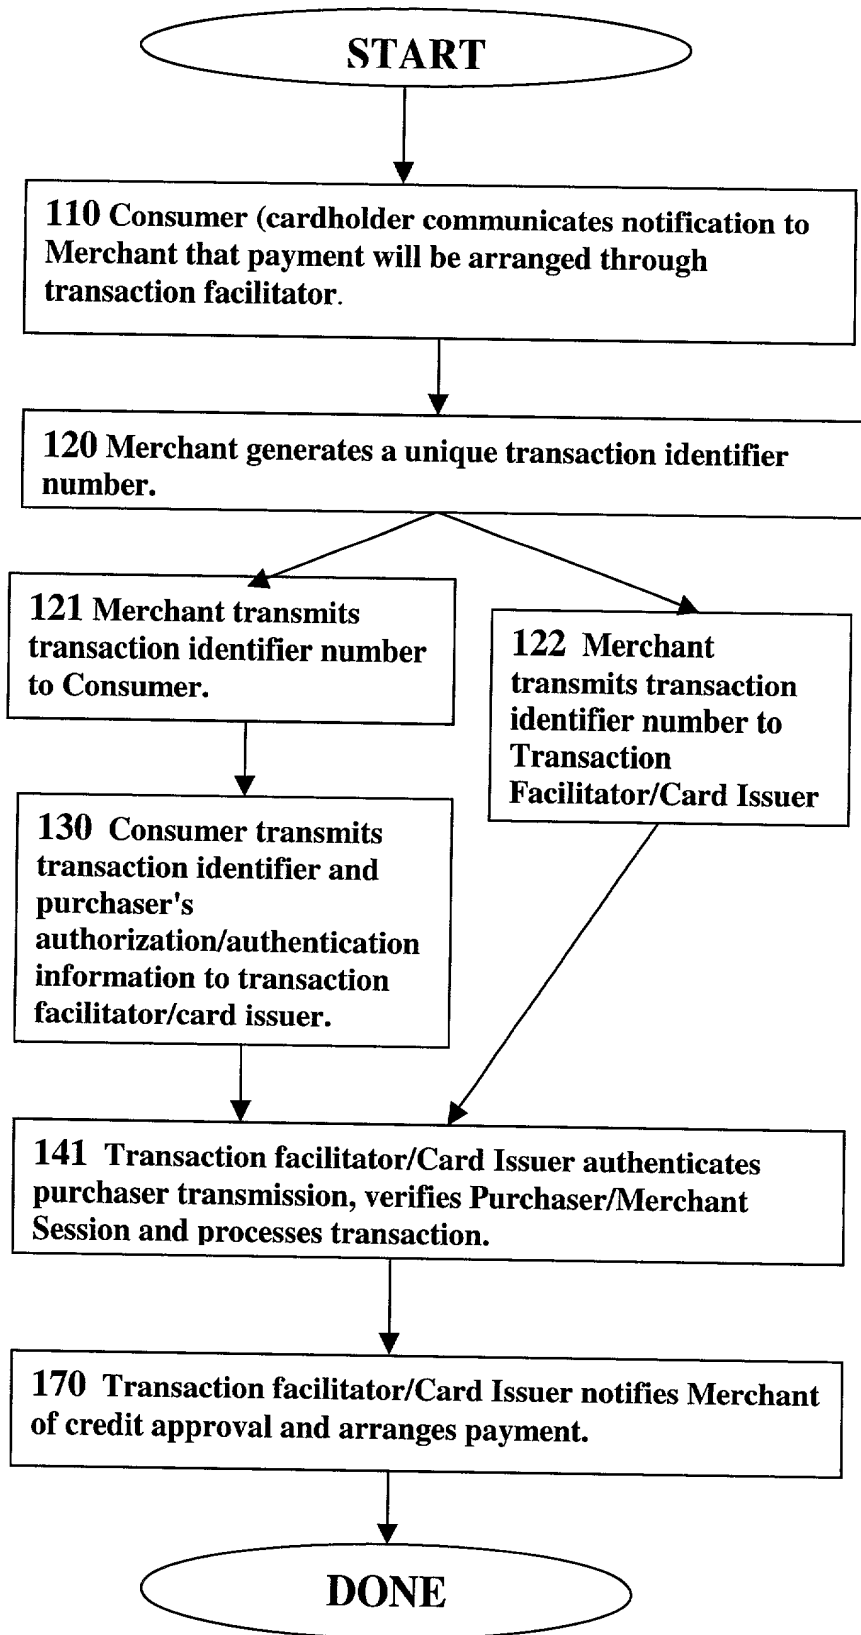 START
110 Consumer (cardholder communicates notification to
Merchant that payment will be arranged through
transaction facilitator.
120 Merchant generates a unique transaction identifier
number.
121 Merchant transmits
transaction identifier number
to Consumer.
122 Merchant
transmits transaction
identifier number to
Transaction
Facilitator/Card Issuer
130 Consumer transmits
transaction identifier and
purchaser's
authorization/authentication
information to transaction
facilitator/card issuer.
141 Transaction facilitator/Card Issuer authenticates
purchaser transmission, verifies Purchaser/Merchant
Session and processes transaction.
170 Transaction facilitator/Card Issuer notifies Merchant
of credit approval and arranges payment.
DONE